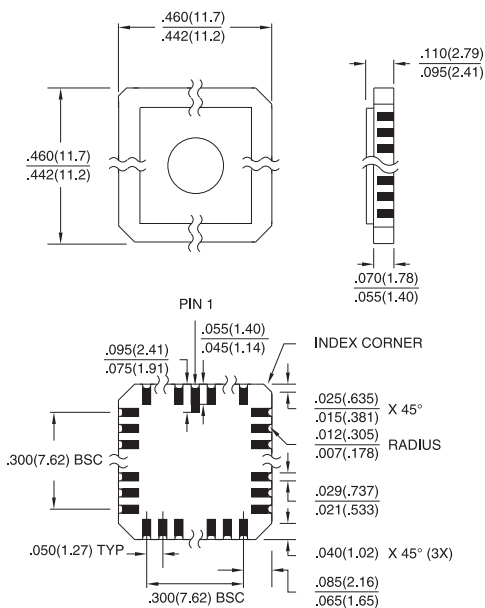 .460(11.7)
.442(11.2)
.110(2.79)
.095(2.41)
.460(11.7)
.442(11.2)
.070(1.78)
.055(1.40)
PIN 1
.055(1.40)
.045(1.14)
INDEX CORNER
.095(2.41)
.075(1.91)
.025(.635)
.015(.381)
X 45°
.012(.305)
.007(.178)
RADIUS
.300(7.62) BSC
.029(.737)
.021(.533)
.050(1.27) TYP
.040(1.02) X 45° (3X)
.085(2.16)
.065(1.65)
.300(7.62) BSC